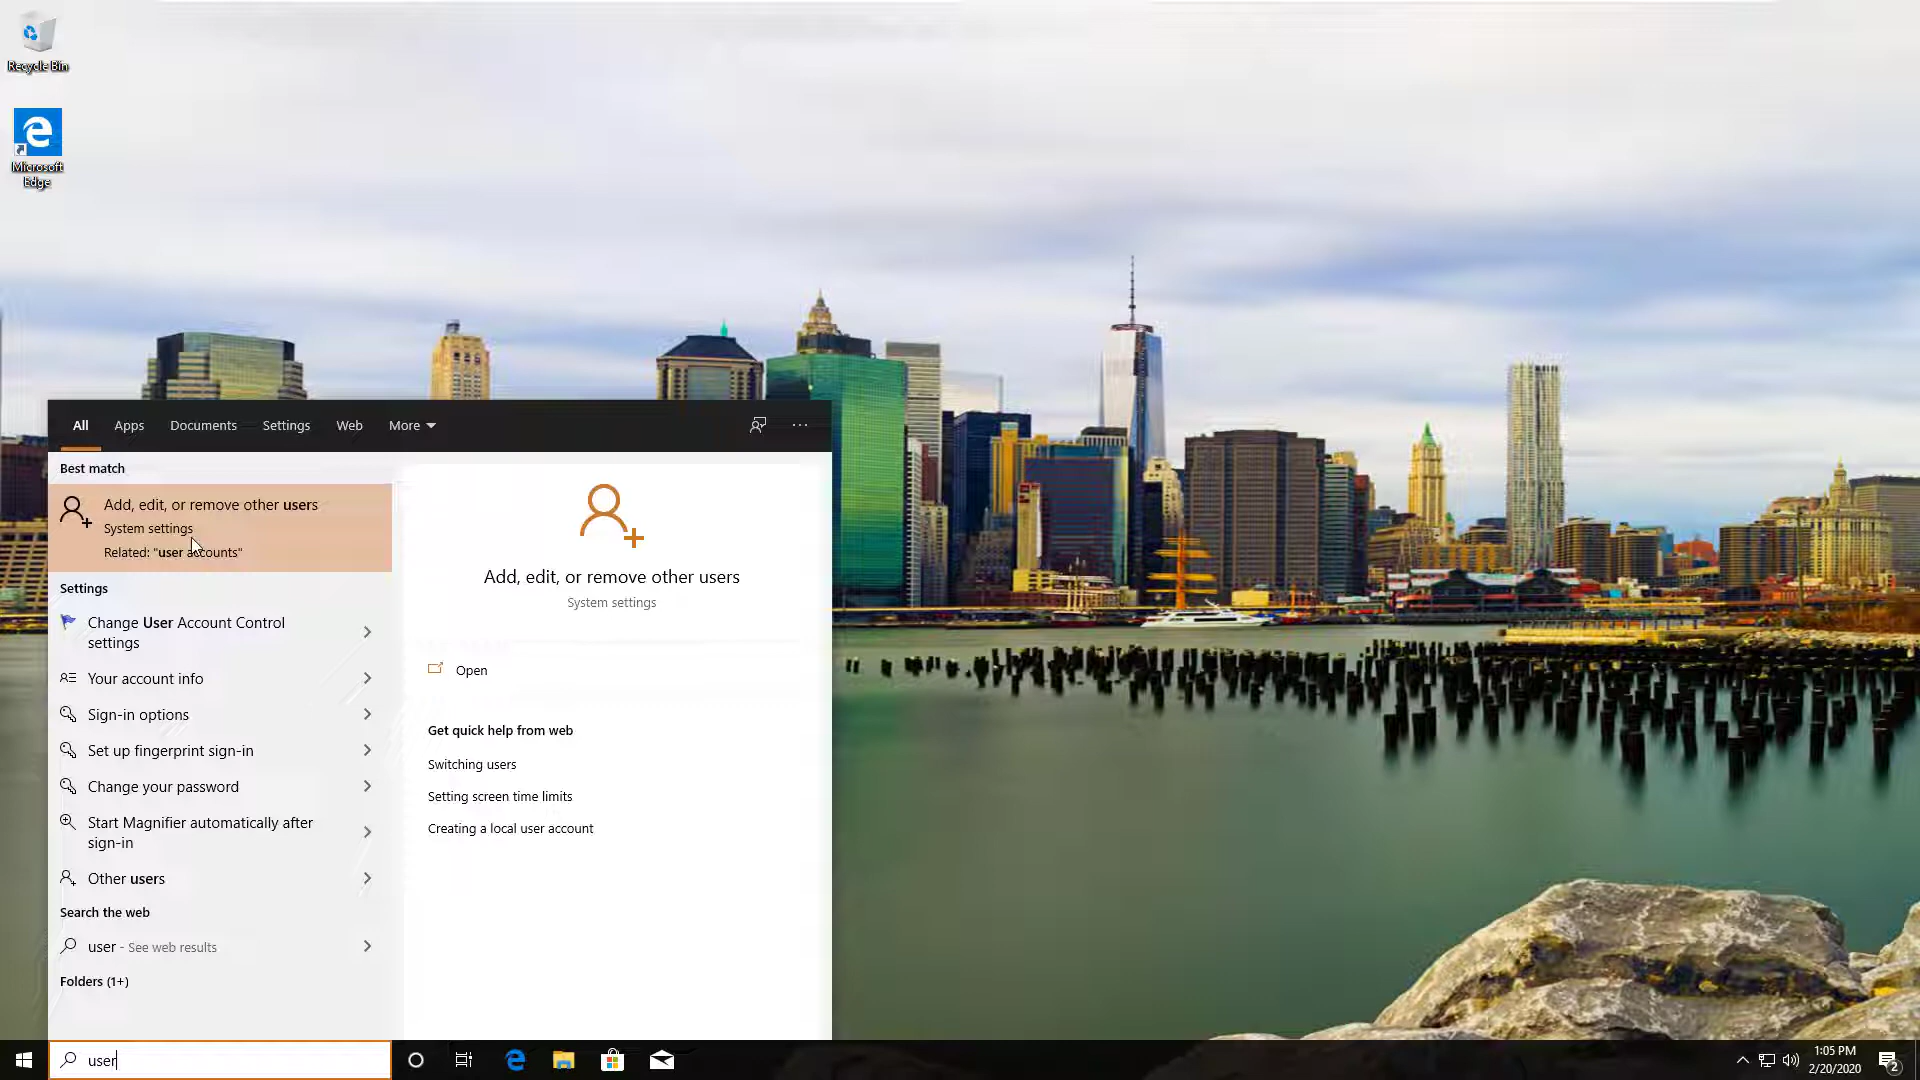 Recycle Bin
Microsoft
Edge
All
Apps
Documents
Settings
Web
More
Best match
Add, edit, or remove other users
System settings
Related: "user accounts"
Settings
Change User Account Control
settings
Your account info
Sign-in options
Set up fingerprint sign-in
Change your password
Start Magnifier automatically after
sign-in
Other users
Search the web
user - See web results
Folders (1+)
Add, edit, or remove other users
System settings
Open
Get quick help from web
Switching users
Setting screen time limits
Creating a local user account
user
1:05 PM
2/20/2020
2